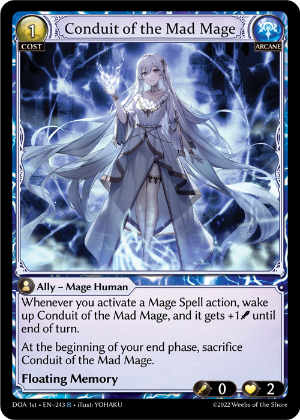 1 Conduit of the Mad Mage
COST ARCANE
Ally – Mage Human
Whenever you activate a Mage Spell action, wake
up Conduit of the Mad Mage, and it gets +1 until
end of turn.
At the beginning of your end phase, sacrifice
Conduit of the Mad Mage.
Floating Memory
0 2
DOA 1st • EN-243 R • illust: YOHAKU ©2022 Weebs of the Shore